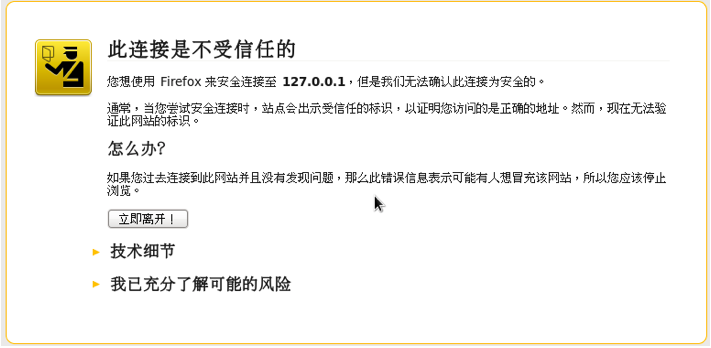 此连接是不受信任的
您想使用 Firefox 来安全连接至 127.0.0.1，但是我们无法确认此连接为安全的。
通常，当您尝试安全连接时，站点会出示受信任的标识，以证明您访问的是正确的地址。然而，现在无法验
证此网站的标识。
怎么办?
如果您过去连接到此网站并且没有发现问题，那么此错误信息表示可能有人想冒充该网站，所以您应该停止
浏览。
立即离开！
技术细节
我已充分了解可能的风险